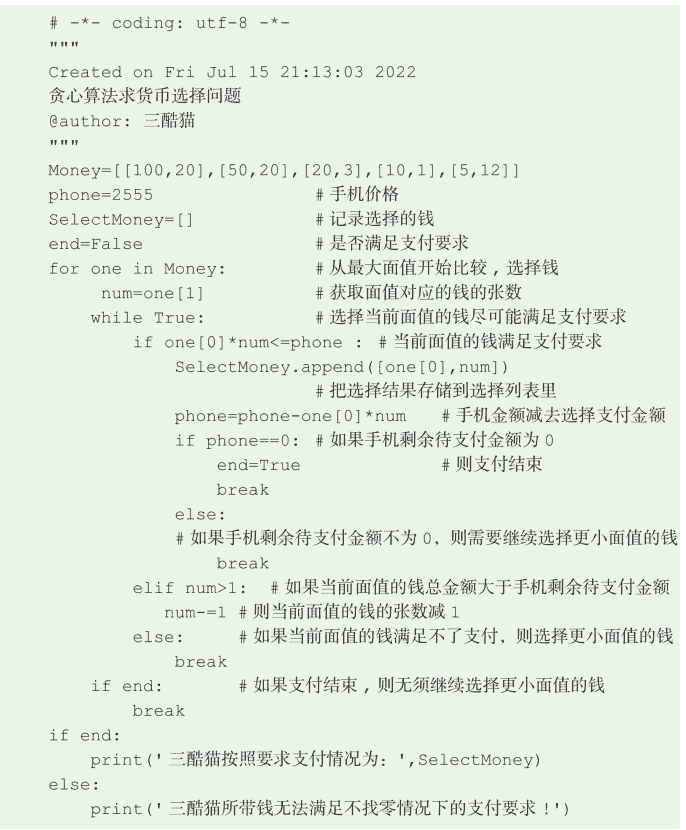 # -*- coding: utf-8 -*-
"""
Created on Fri Jul 15 21:13:03 2022
贪心算法求货币选择问题
@author: 三酷猫
"""
Money=[[100,20],[50,20],[20,3],[10,1],[5,12]]
phone=2555 #手机价格
SelectMoney=[] #记录选择的钱
end=False #是否满足支付要求
for one in Money: #从最大面值开始比较，选择钱
num=one[1] #获取面值对应的钱的张数
while True: #选择当前面值的钱尽可能满足支付要求
if one[0]*num<=phone : #当前面值的钱满足支付要求
SelectMoney.append([one[0],num])
#把选择结果存储到选择列表里
phone=phone-one[0]*num #手机金额减去选择支付金额
if phone==0: #如果手机剩余待支付金额为0
end=True #则支付结束
break
else:
#如果手机剩余待支付金额不为0，则需要继续选择更小面值的钱
break
elif num>1: #如果当前面值的钱总金额大于手机剩余待支付金额
num-=1 #则当前面值的钱的张数减1
else: #如果当前面值的钱满足不了支付，则选择更小面值的钱
break
if end: #如果支付结束，则无须继续选择更小面值的钱
break
if end:
print('三酷猫按照要求支付情况为：',SelectMoney)
else:
print('三酷猫所带钱无法满足不找零情况下的支付要求!')